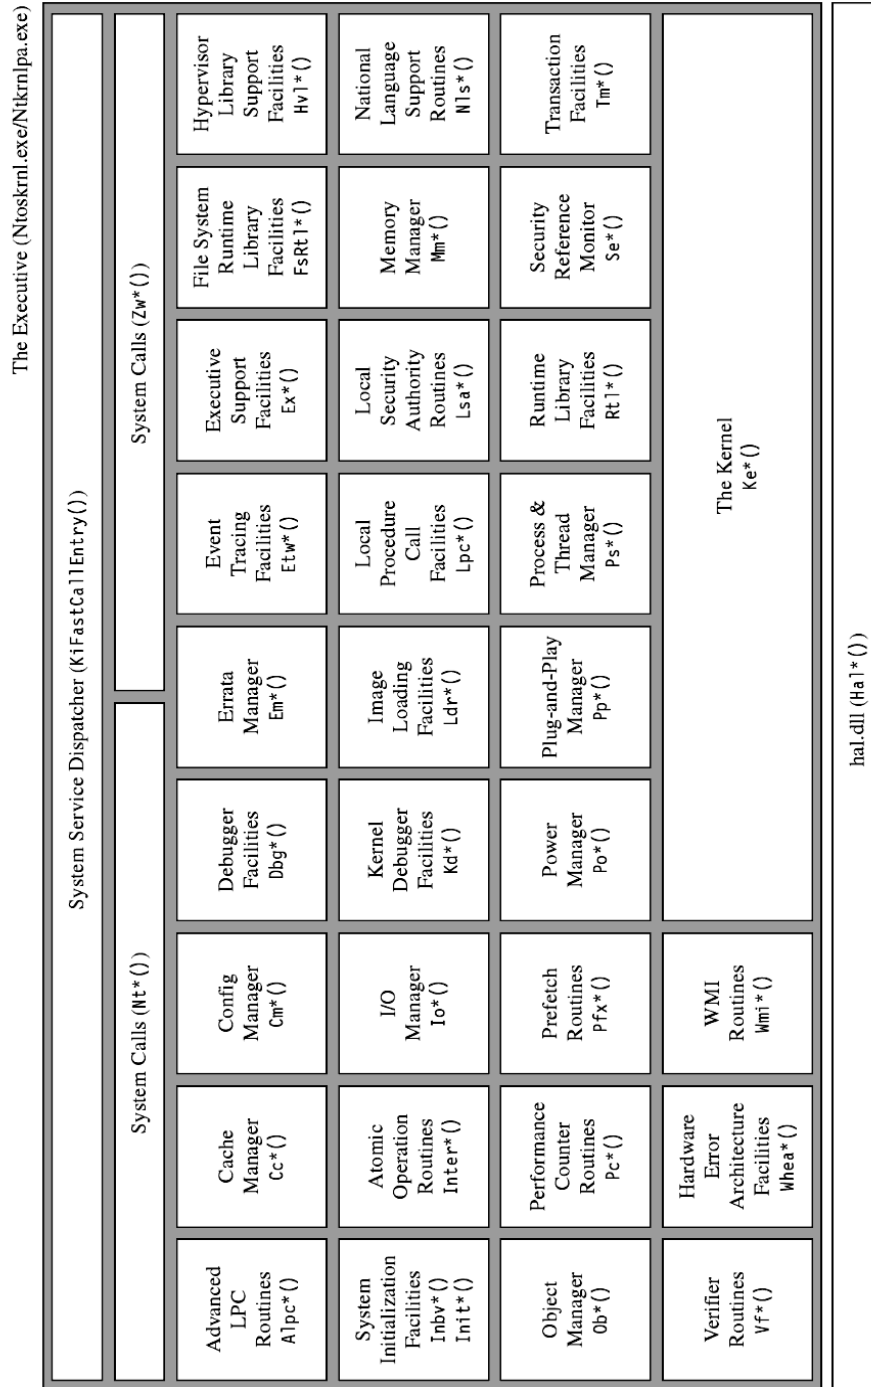 The Executive (Ntoskrnl.exe/Ntkrnlpa.exe)
System Service Dispatcher (KiFastCallEntry())
System Calls (Nt*())
System Calls (Zw*())
Advanced
LPC
Routines
Alpc*()
Cache
Manager
Cc*()
Config
Manager
Cm*()
Debugger
Facilities
Dbg*()
Errata
Manager
Em*()
Event
Tracing
Facilities
Etw*()
Executive
Support
Facilities
Ex*()
File System
Runtime
Library
Facilities
FsRtl*()
Hypervisor
Library
Support
Facilities
Hvl*()
System
Initialization
Facilities
Inbv*()
Init*()
Atomic
Operation
Routines
Inter*()
I/O
Manager
Io*()
Kernel
Debugger
Facilities
Kd*()
Image
Loading
Facilities
Ldr*()
Local
Procedure
Call
Facilities
Lpc*()
Local
Security
Authority
Routines
Lsa*()
Memory
Manager
Mm*()
National
Language
Support
Routines
Nls*()
Object
Manager
Ob*()
Performance
Counter
Routines
Pc*()
Prefetch
Routines
Pfx*()
Power
Manager
Po*()
Plug-and-Play
Manager
Pp*()
Process &
Thread
Manager
Ps*()
Runtime
Library
Facilities
Rtl*()
Security
Reference
Monitor
Se*()
Transaction
Facilities
Tm*()
Verifier
Routines
Vf*()
Hardware
Error
Architecture
Facilities
Whea*()
WMI
Routines
Wmi*()
The Kernel
Ke*()
hal.dll (Hal*())